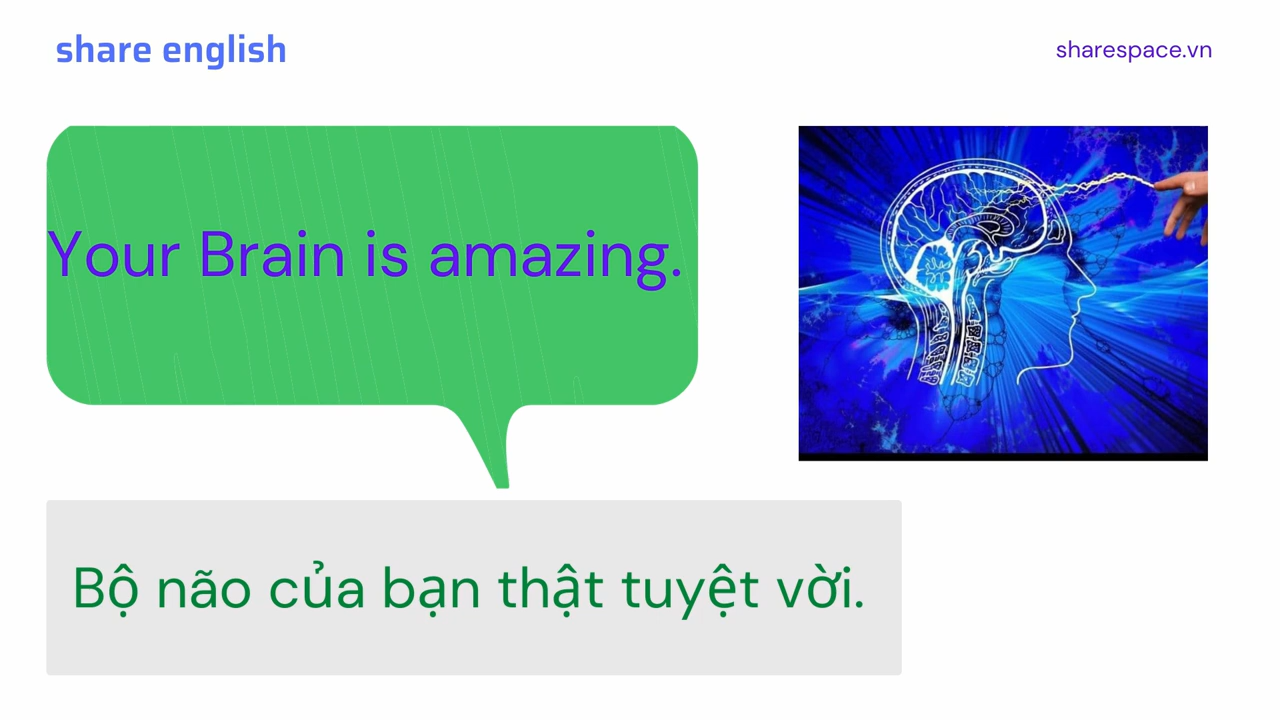 share english
sharespace.vn
Your Brain is amazing.
Bộ não của bạn thật tuyệt vời.